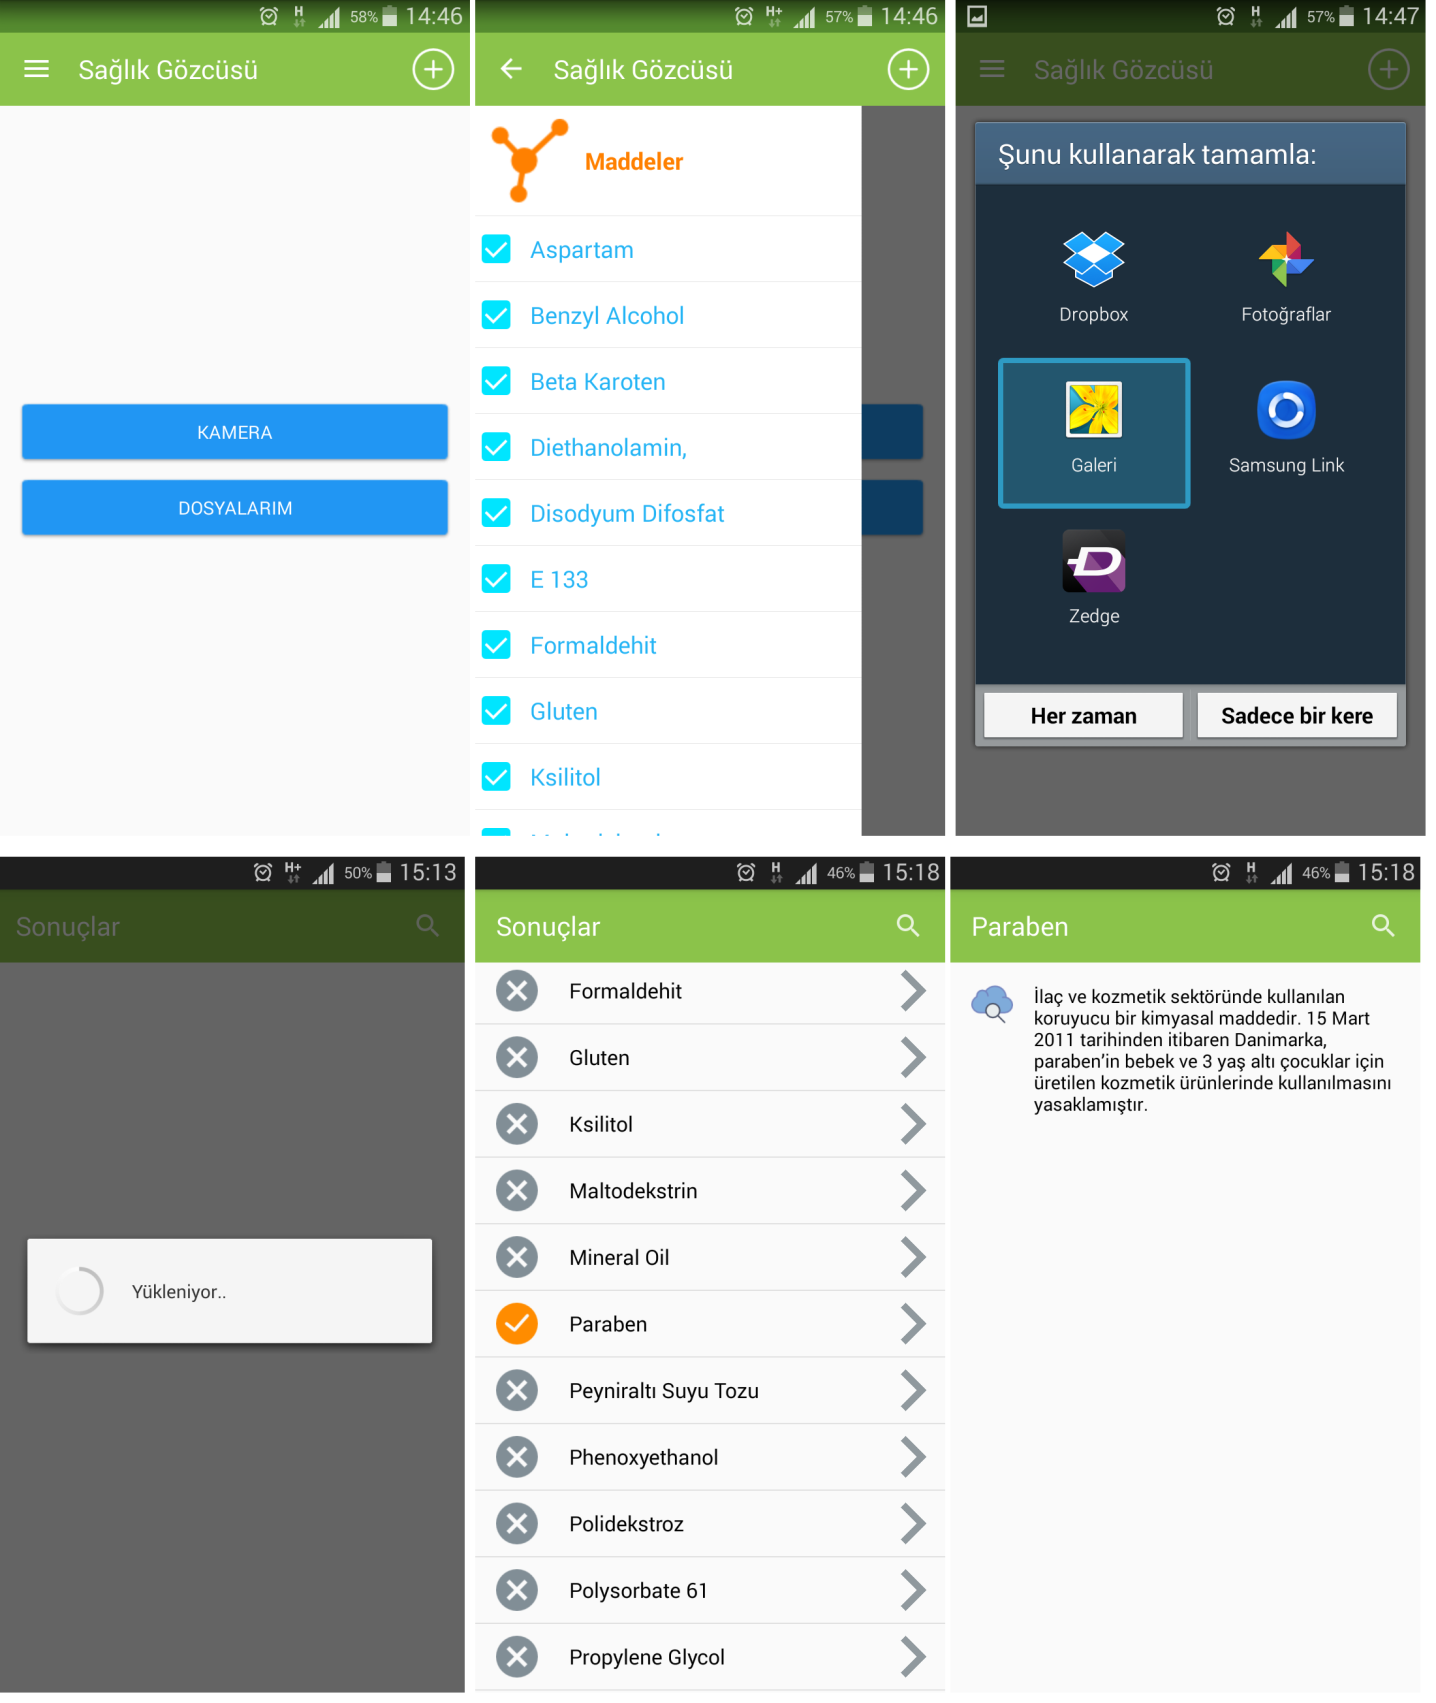 58% 14:46
Sağlık Gözcüsü
KAMERA
DOSYALARIM
H+ 57% 14:46
Sağlık Gözcüsü
Maddeler
Aspartam
Benzyl Alcohol
Beta Karoten
Diethanolamin,
Disodyum Difosfat
E 133
Formaldehit
Gluten
Ksilitol
H 57% 14:47
Sağlık Gözcüsü
Şunu kullanarak tamamla:
Dropbox
Fotoğraflar
Galeri
Samsung Link
Zedge
Her zaman
Sadece bir kere
H+ 50% 15:13
Sonuçlar
Yükleniyor..
H 46% 15:18
Sonuçlar
Formaldehit
Gluten
Ksilitol
Maltodekstrin
Mineral Oil
Paraben
Peyniraltı Suyu Tozu
Phenoxyethanol
Polidekstroz
Polysorbate 61
Propylene Glycol
H 46% 15:18
Paraben
İlaç ve kozmetik sektöründe kullanılan
koruyucu bir kimyasal maddedir. 15 Mart
2011 tarihinden itibaren Danimarka,
paraben'in bebek ve 3 yaş altı çocuklar için
üretilen kozmetik ürünlerinde kullanılmasını
yasaklamıştır.